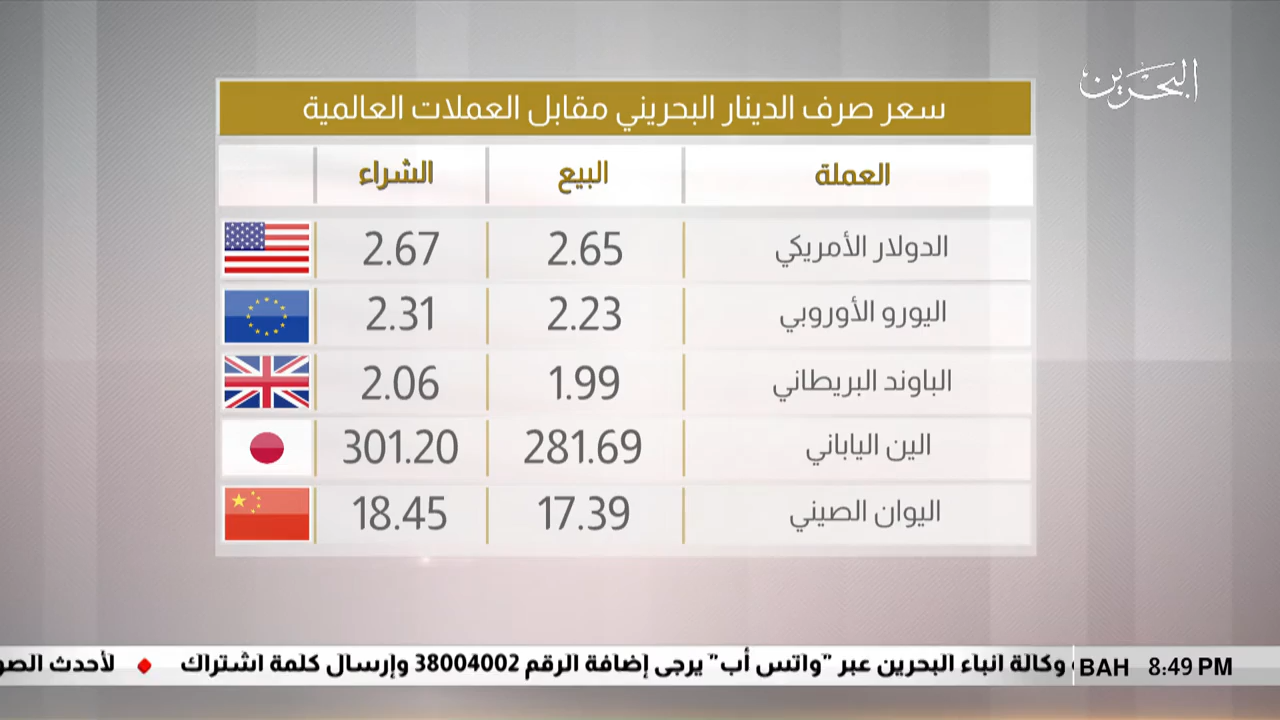 البحرين
سعر صرف الدينار البحريني مقابل العملات العالمية
العملة البيع الشراء
الدولار الأمريكي 2.65 2.67
اليورو الأوروبي 2.23 2.31
الباوند البريطاني 1.99 2.06
الين الياباني 281.69 301.20
اليوان الصيني 17.39 18.45
وكالة انباء البحرين عبر "واتس أب" يرجى إضافة الرقم 38004002 وإرسال كلمة اشتراك ♦ لأحدث
BAH 8:49 PM